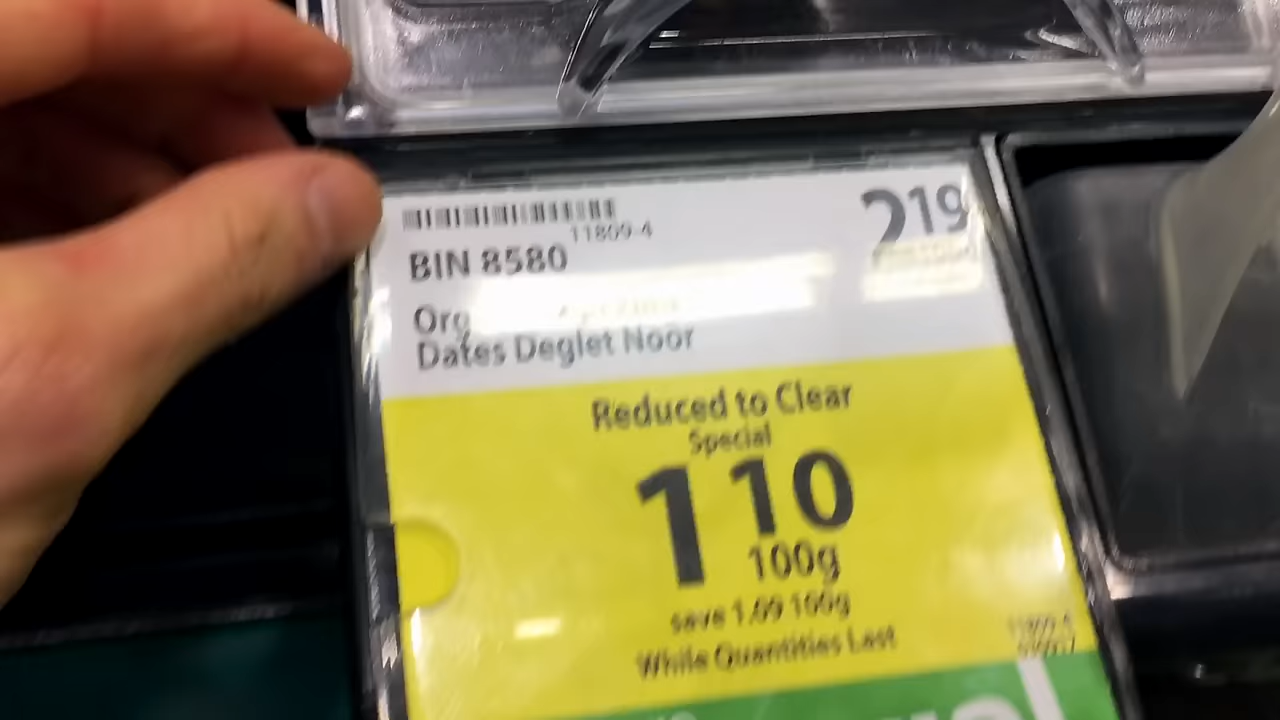 11809-4
2 19
BIN 8580
Org
Dates Deglet Noor
Reduced to Clear
Special
1 10
100g
save 1.09 100g
While Quantities Last